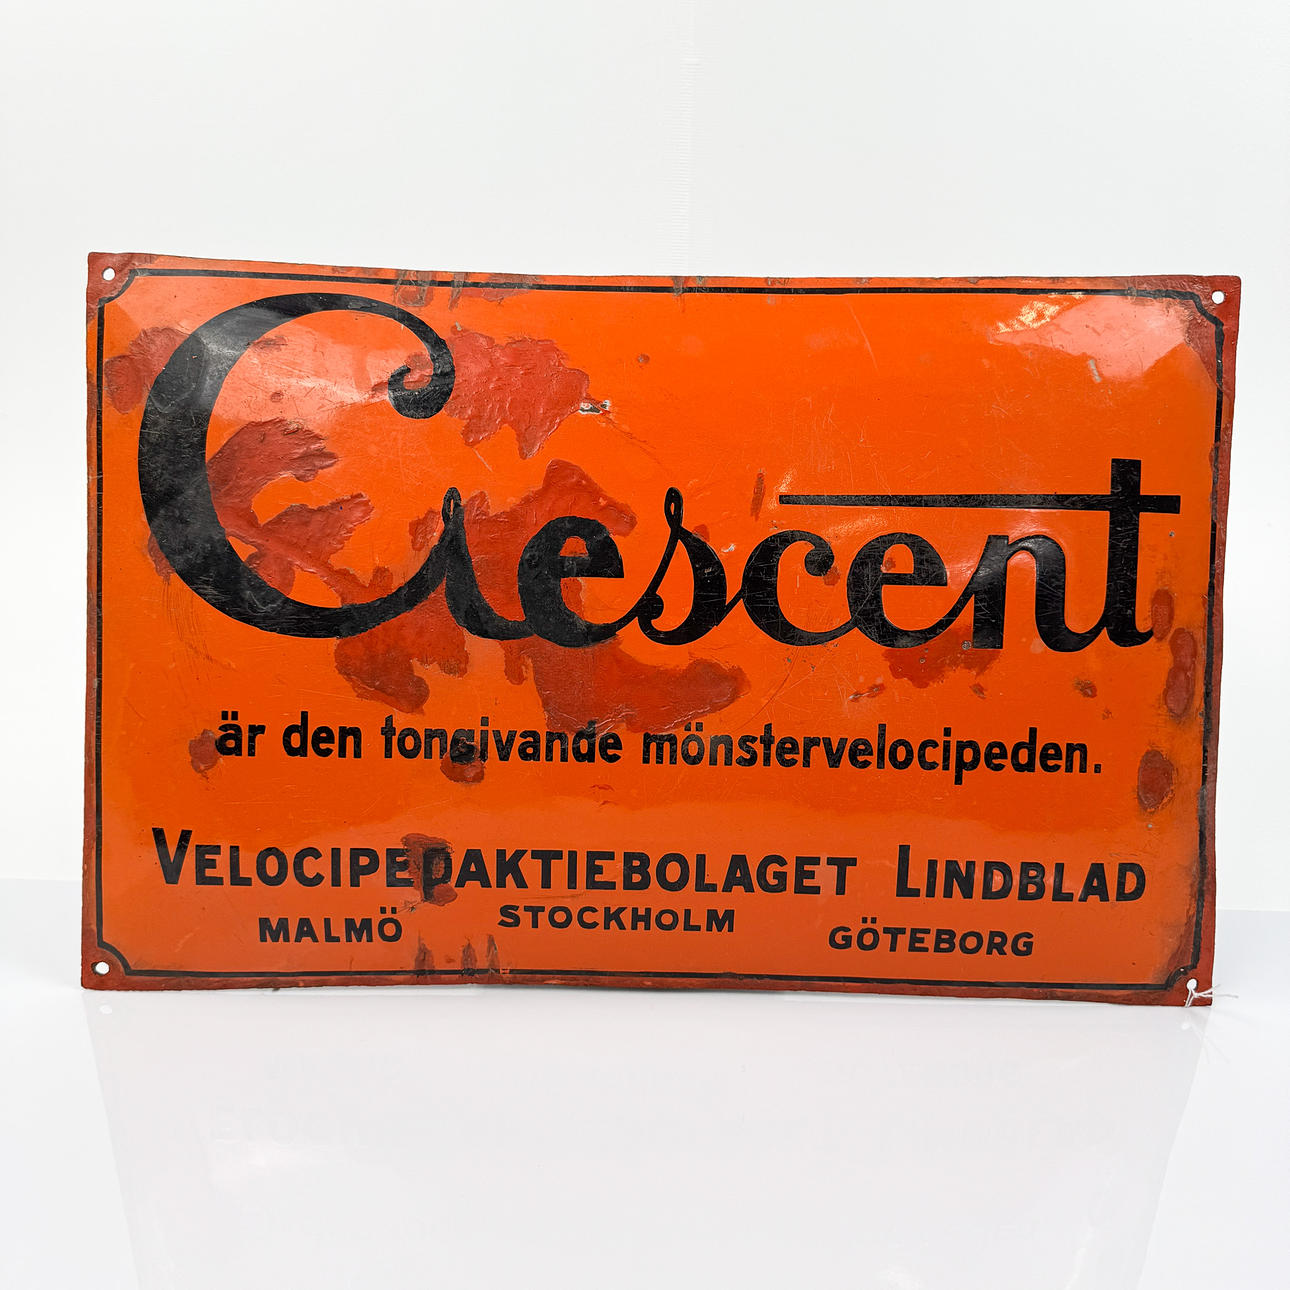 Crescent
är den tongivande mönstervelocipeden.
VELOCIPEDAKTIEBOLAGET LINDBLAD
MALMÖ STOCKHOLM GÖTEBORG